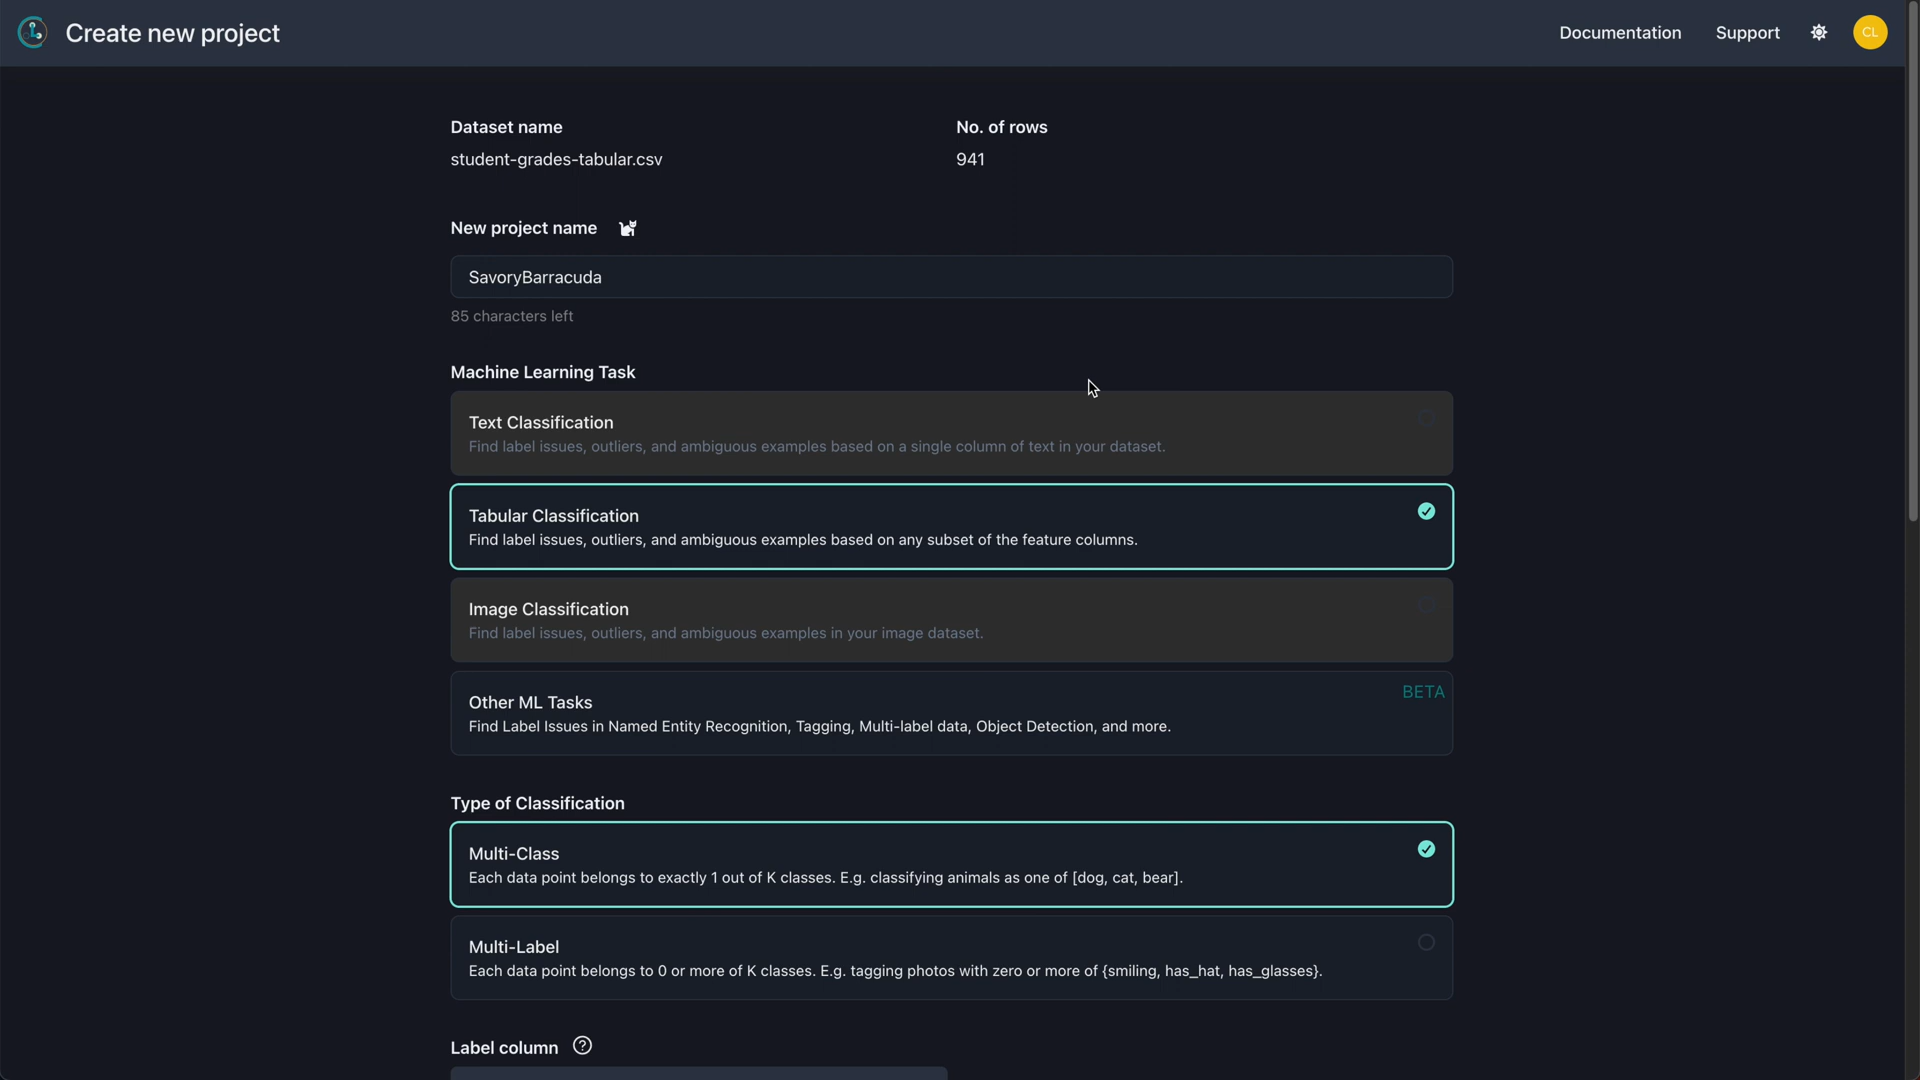 Create new project
Documentation
Support
CL
Dataset name
No. of rows
student-grades-tabular.csv
941
New project name
SavoryBarracuda
85 characters left
Machine Learning Task
Text Classification
Find label issues, outliers, and ambiguous examples based on a single column of text in your dataset.
Tabular Classification
Find label issues, outliers, and ambiguous examples based on any subset of the feature columns.
Image Classification
Find label issues, outliers, and ambiguous examples in your image dataset.
Other ML Tasks
BETA
Find Label Issues in Named Entity Recognition, Tagging, Multi-label data, Object Detection, and more.
Type of Classification
Multi-Class
Each data point belongs to exactly 1 out of K classes. E.g. classifying animals as one of [dog, cat, bear].
Multi-Label
Each data point belongs to 0 or more of K classes. E.g. tagging photos with zero or more of {smiling, has_hat, has_glasses}.
Label column